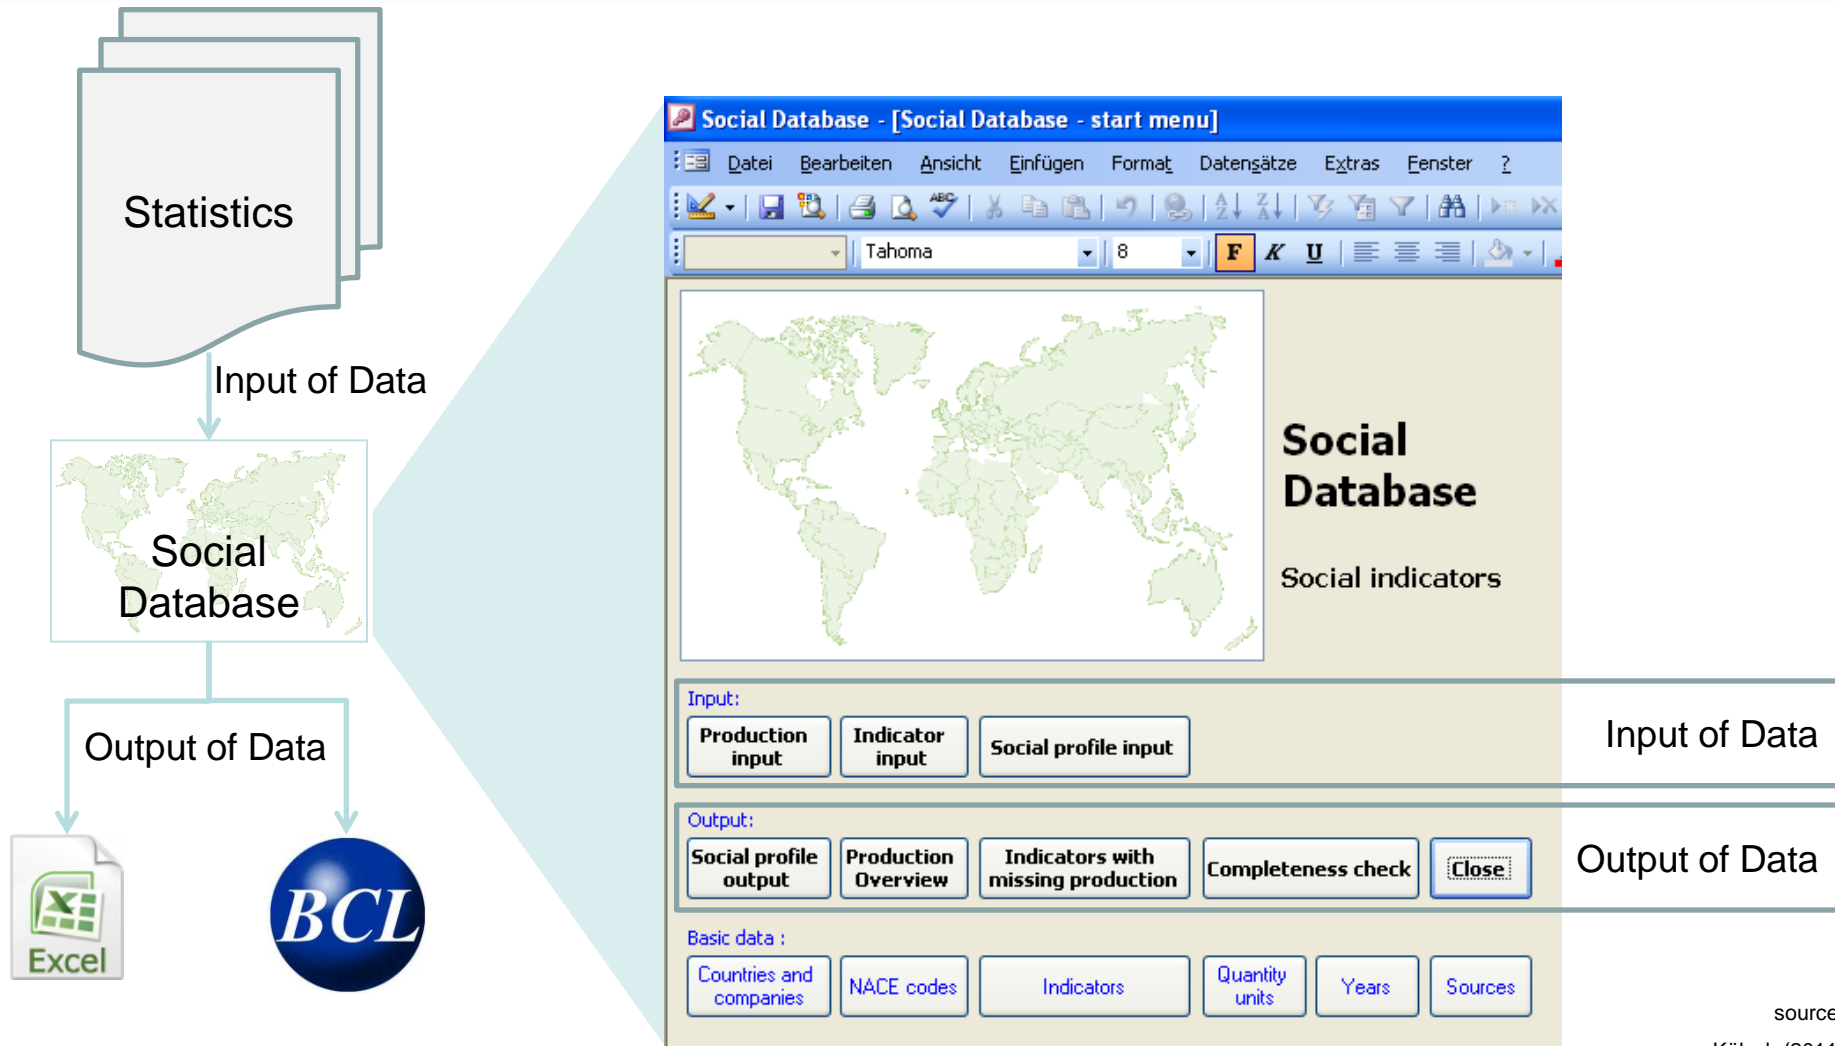 Statistics
Input of Data
Social
Database
Output of Data
Excel
BCL
Social Database - [Social Database - start menu]
Datei Bearbeiten Ansicht Einfügen Format Datensätze Extras Fenster ?
ABC
Tahoma 8 F K U
Social
Database
Social indicators
Input:
Production
input
Indicator
input
Social profile input
Input of Data
Output:
Social profile
output
Production
Overview
Indicators with
missing production
Completeness check
Close
Output of Data
Basic data :
Countries and
companies
NACE codes
Indicators
Quantity
units
Years
Sources
source